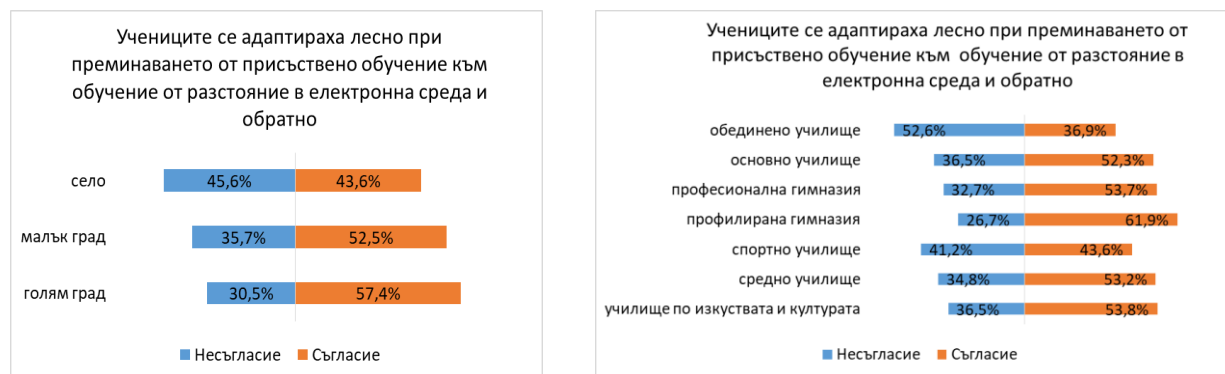 Учениците се адаптираха лесно при
преминаването от присъствено обучение към
обучение от разстояние в електронна среда и
обратно
село 45,6% 43,6%
малък град 35,7% 52,5%
голям град 30,5% 57,4%
Несъгласие Съгласие
Учениците се адаптираха лесно при преминаването от
присъствено обучение към обучение от разстояние в
електронна среда и обратно
обединено училище 52,6% 36,9%
основно училище 36,5% 52,3%
професионална гимназия 32,7% 53,7%
профилирана гимназия 26,7% 61,9%
спортно училище 41,2% 43,6%
средно училище 34,8% 53,2%
училище по изкуствата и културата 36,5% 53,8%
Несъгласие Съгласие